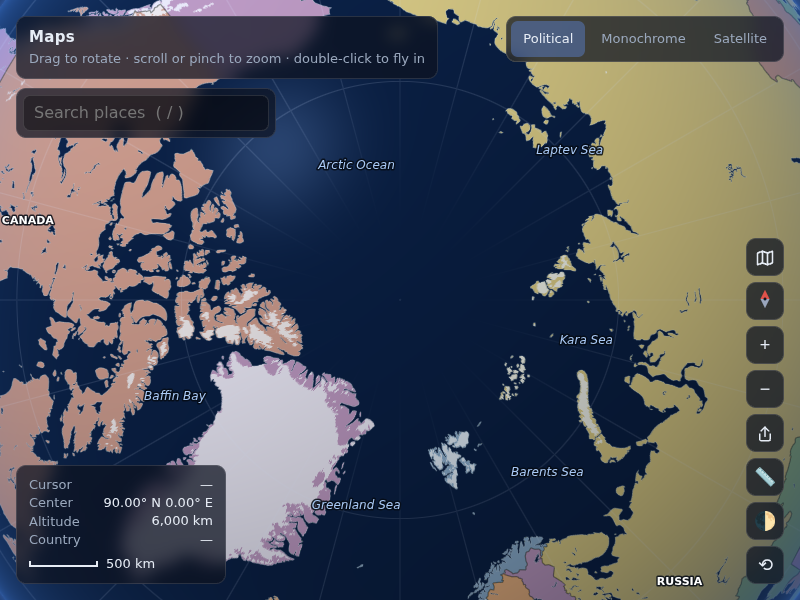 Maps
Drag to rotate · scroll or pinch to zoom · double-click to fly in
Political
Monochrome
Satellite
Search places ( / )
Arctic Ocean
Laptev Sea
CANADA
Kara Sea
Baffin Bay
Barents Sea
Greenland Sea
RUSSIA
Cursor —
Center 90.00° N 0.00° E
Altitude 6,000 km
Country —
500 km